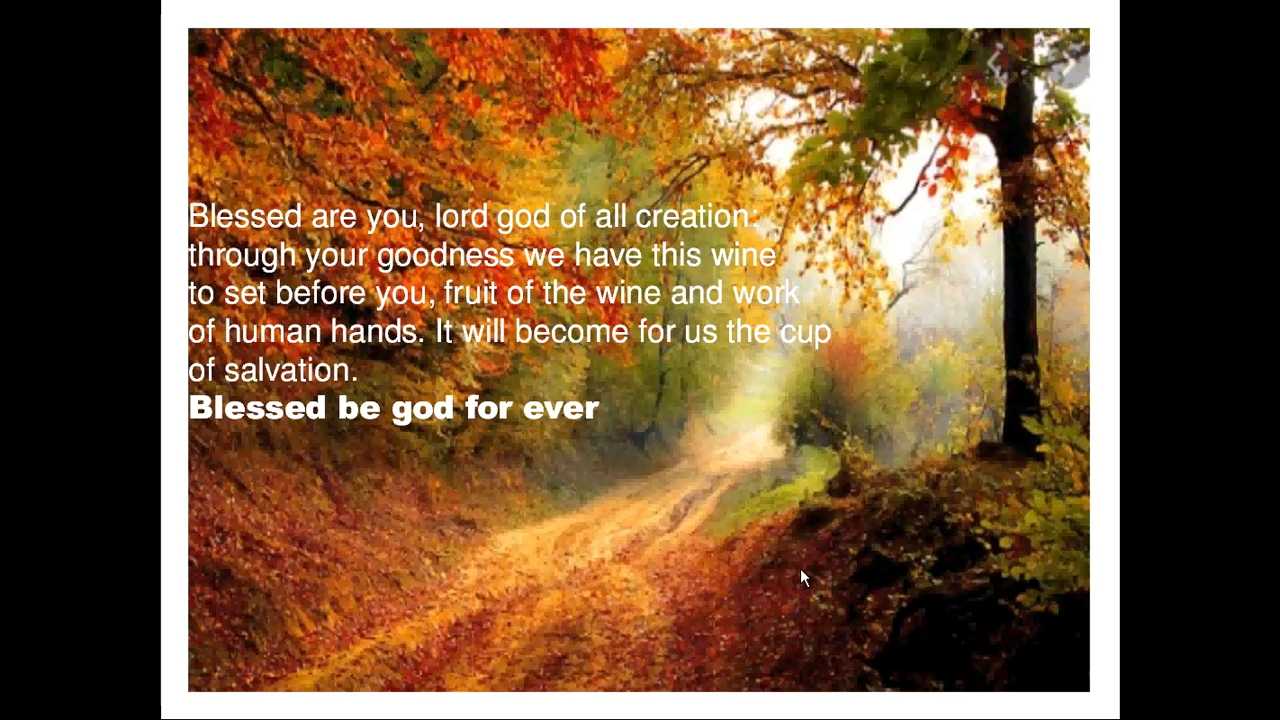 Blessed are you, lord god of all creation:
through your goodness we have this wine
to set before you, fruit of the wine and work
of human hands. It will become for us the cup
of salvation.
Blessed be god for ever